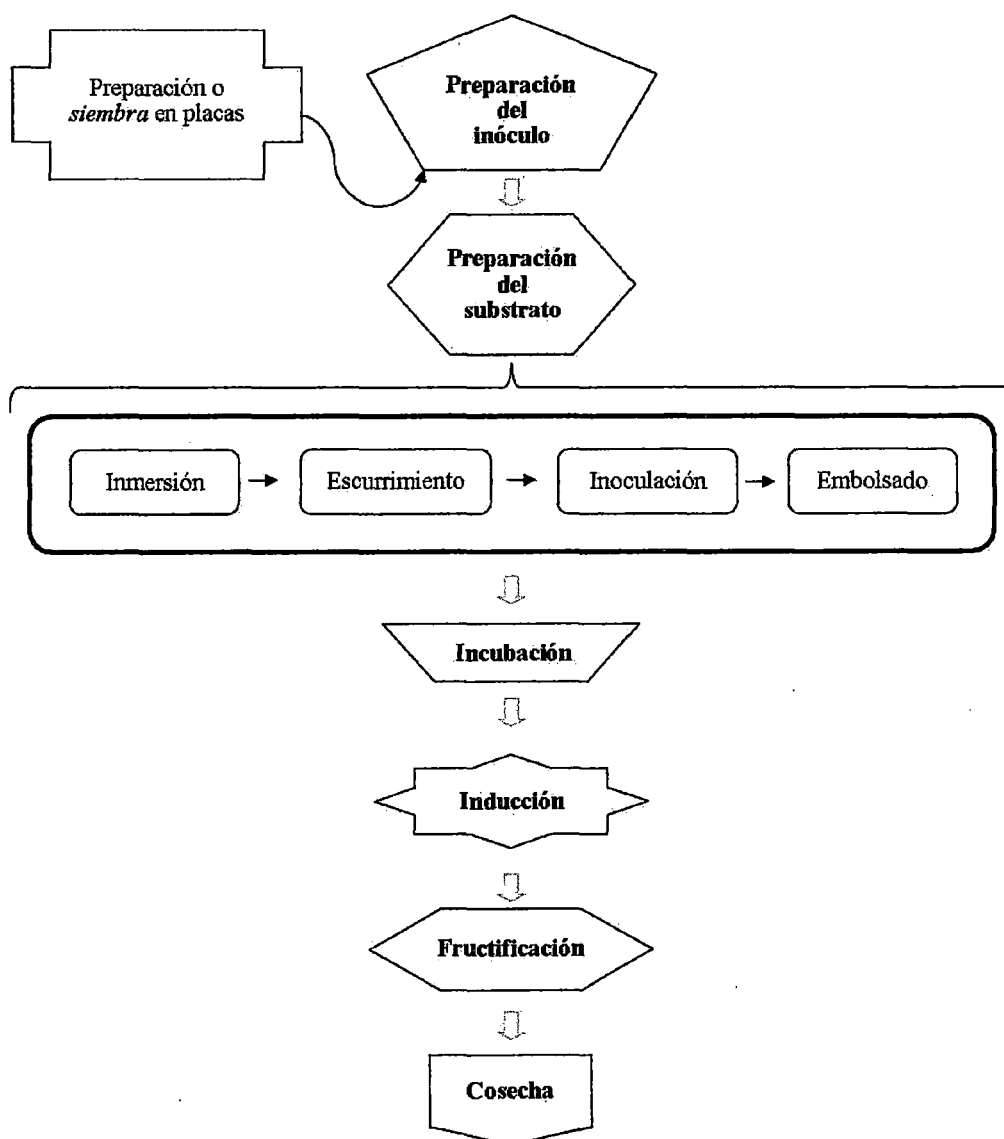 Preparación o
siembra en placas
Preparación
del
inóculo
Preparación
del
substrato
Inmersión
Escurrimiento
Inoculación
Embolsado
Incubación
Inducción
Fructificación
Cosecha